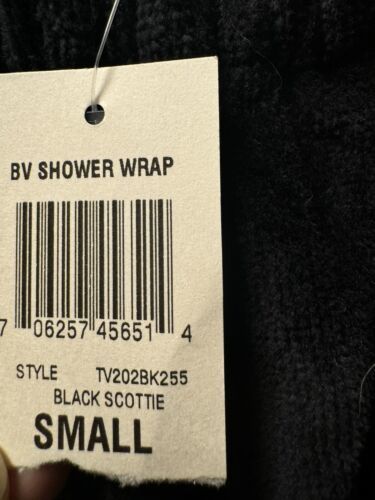 BV SHOWER WRAP
7 06257 45651 4
STYLE TV202BK255
BLACK SCOTTIE
SMALL